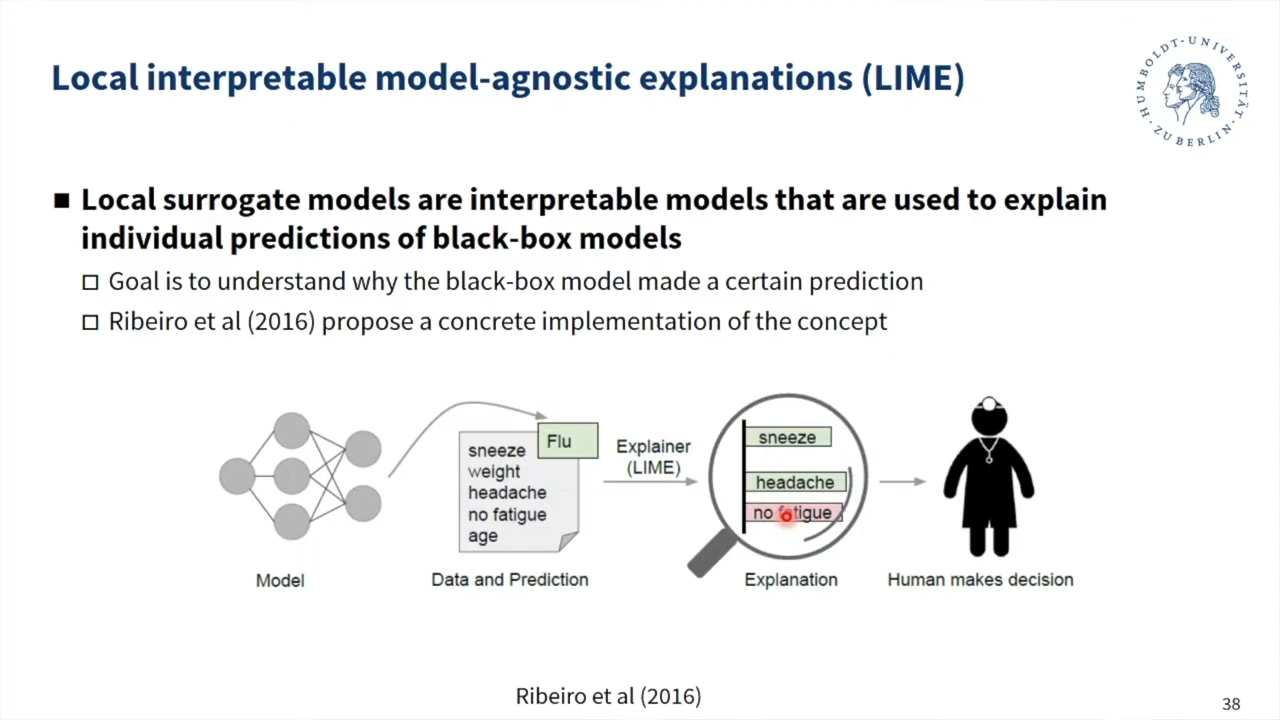 Local interpretable model-agnostic explanations (LIME)
HUMBOLDT-UNIVERSITÄT
ZU BERLIN
■ Local surrogate models are interpretable models that are used to explain
individual predictions of black-box models
□ Goal is to understand why the black-box model made a certain prediction
□ Ribeiro et al (2016) propose a concrete implementation of the concept
Model
Flu
sneeze
weight
headache
no fatigue
age
Data and Prediction
Explainer
(LIME)
sneeze
headache
no fatigue
Explanation
Human makes decision
Ribeiro et al (2016)
38